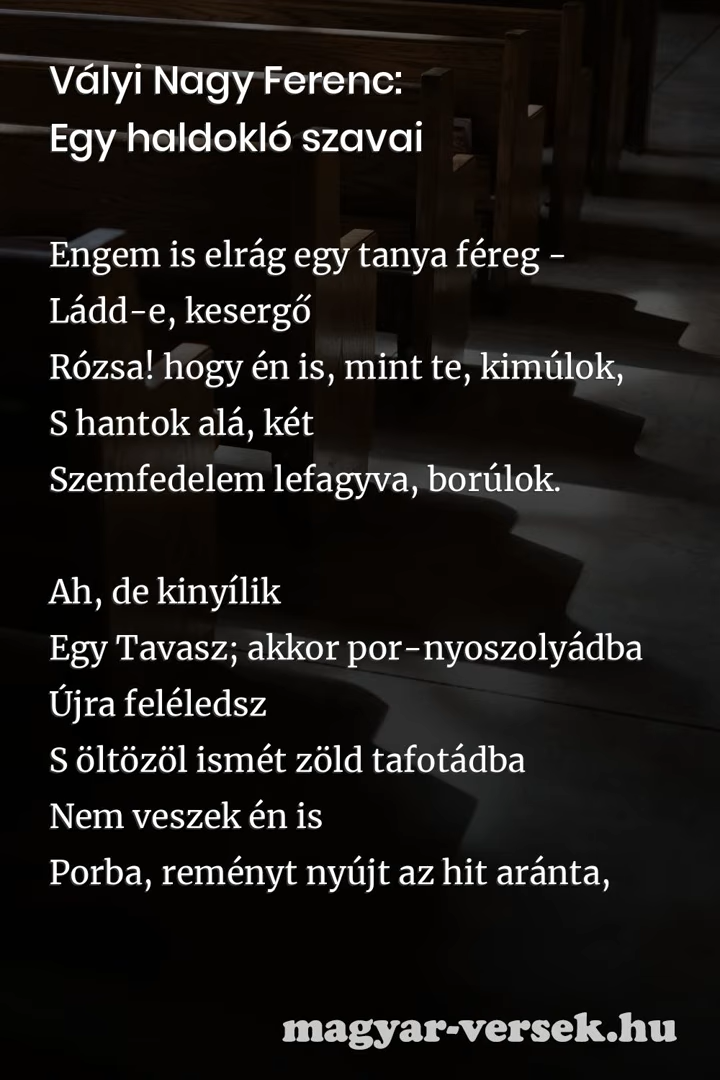 Vályi Nagy Ferenc:
Egy haldokló szavai
Engem is elrág egy tanya féreg -
Ládd-e, kesergő
Rózsa! hogy én is, mint te, kimúlok,
S hantok alá, két
Szemfedelem lefagyva, borúlok.
Ah, de kinyílik
Egy Tavasz; akkor por-nyoszolyádba
Újra feléledsz
S öltözöl ismét zöld tafotádba
Nem veszek én is
Porba, reményt nyújt az hit aránta,
magyar-versek.hu